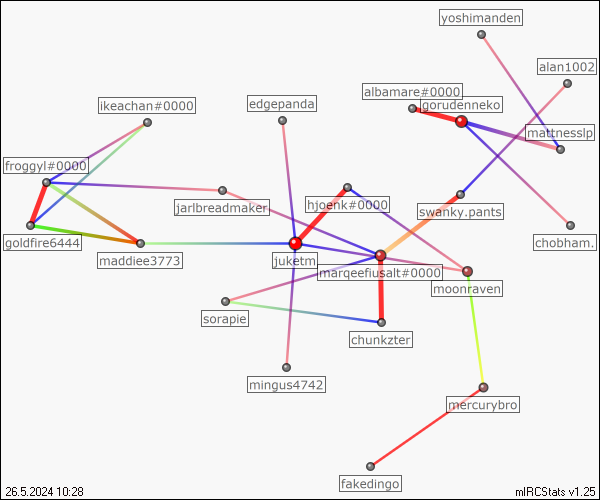 yoshimanden
alan1002
albamare#0000
ikeachan#0000
edgepanda
gorudenneko
mattnesslp
froggyl#0000
jarlbreadmaker
hjoenk#0000
swanky.pants
goldfire6444
chobham.
maddiee3773
juketm
marqeefiusalt#0000
moonraven
sorapie
chunkzter
mingus4742
mercurybro
fakedingo
26.5.2024 10:28
mIRCStats v1.25